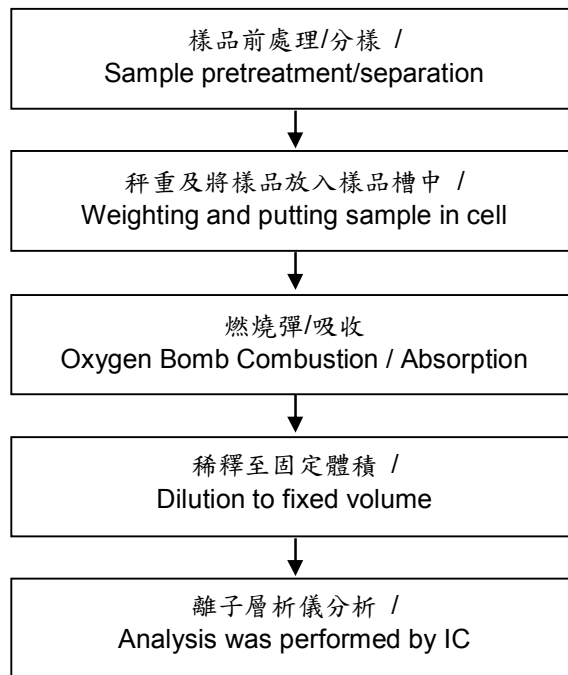 樣品前處理/分樣 /
Sample pretreatment/separation
秤重及將樣品放入樣品槽中 /
Weighting and putting sample in cell
燃燒彈/吸收
Oxygen Bomb Combustion / Absorption
稀釋至固定體積 /
Dilution to fixed volume
離子層析儀分析 /
Analysis was performed by IC